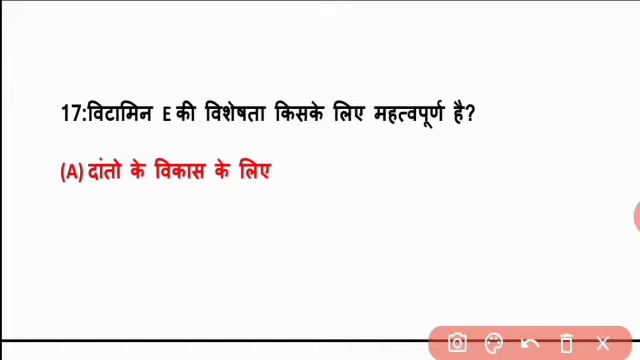 17:विटामिन E की विशेषता किसके लिए महत्वपूर्ण है?
(A) दांतो के विकास के लिए